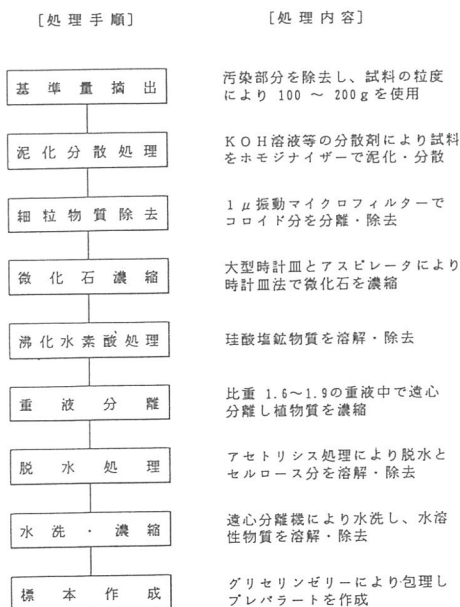 [処理手順]
[処理内容]
基準量摘出
汚染部分を除去し、試料の粒度
により 100 ~ 200gを使用
泥化分散処理
KOH溶液等の分散剤により試料
をホモジナイザーで泥化・分散
細粒物質除去
1μ振動マイクロフィルターで
コロイド分を分離・除去
微化石濃縮
大型時計皿とアスピレータにより
時計皿法で微化石を濃縮
沸化水素酸処理
珪酸塩鉱物質を溶解・除去
重液分離
比重 1.6~1.9の重液中で遠心
分離し植物質を濃縮
脱水処理
アセトリシス処理により脱水と
セルロース分を溶解・除去
水洗・濃縮
遠心分離機により水洗し、水溶
性物質を溶解・除去
標本作成
グリセリンゼリーにより包理し
プレパラートを作成